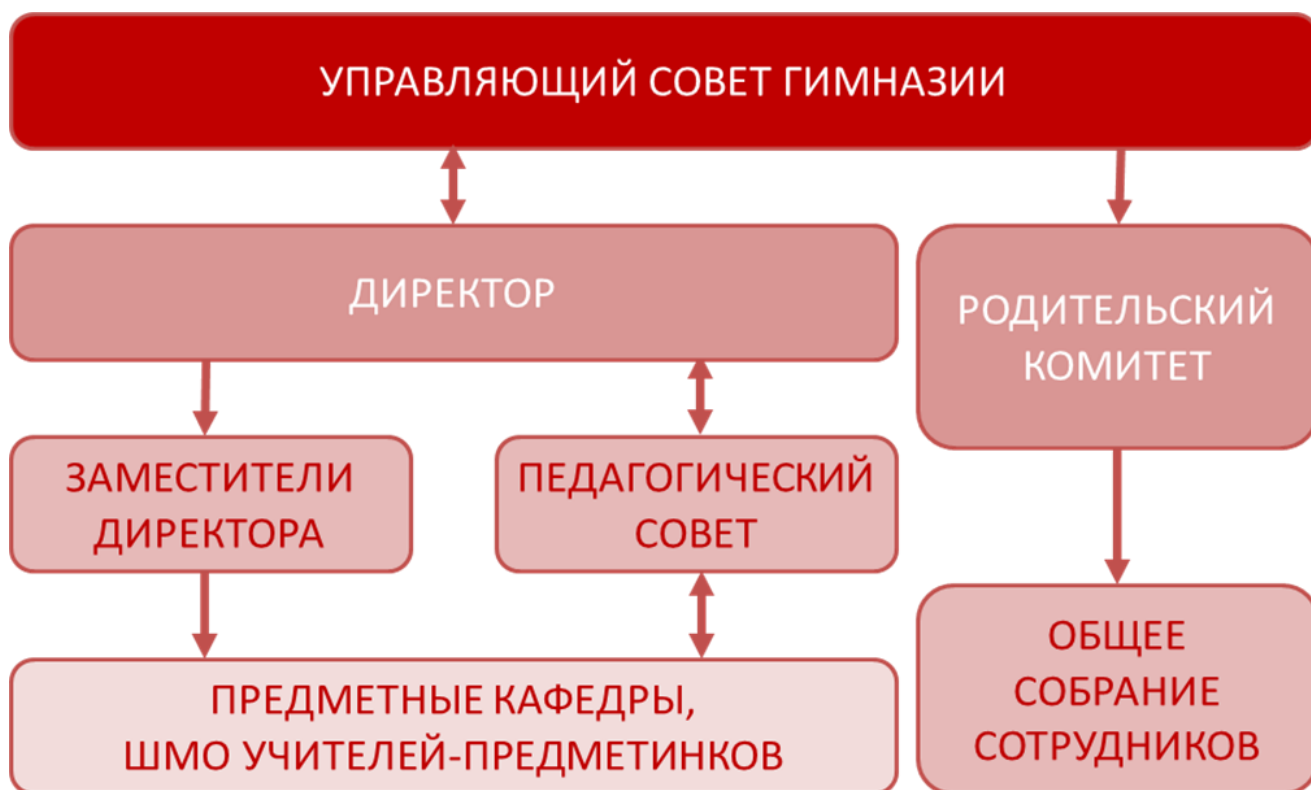 УПРАВЛЯЮЩИЙ СОВЕТ ГИМНАЗИИ
ДИРЕКТОР
РОДИТЕЛЬСКИЙ
КОМИТЕТ
ЗАМЕСТИТЕЛИ
ДИРЕКТОРА
ПЕДАГОГИЧЕСКИЙ
СОВЕТ
ПРЕДМЕТНЫЕ КАФЕДРЫ,
ШМО УЧИТЕЛЕЙ-ПРЕДМЕТИНКОВ
ОБЩЕЕ
СОБРАНИЕ
СОТРУДНИКОВ